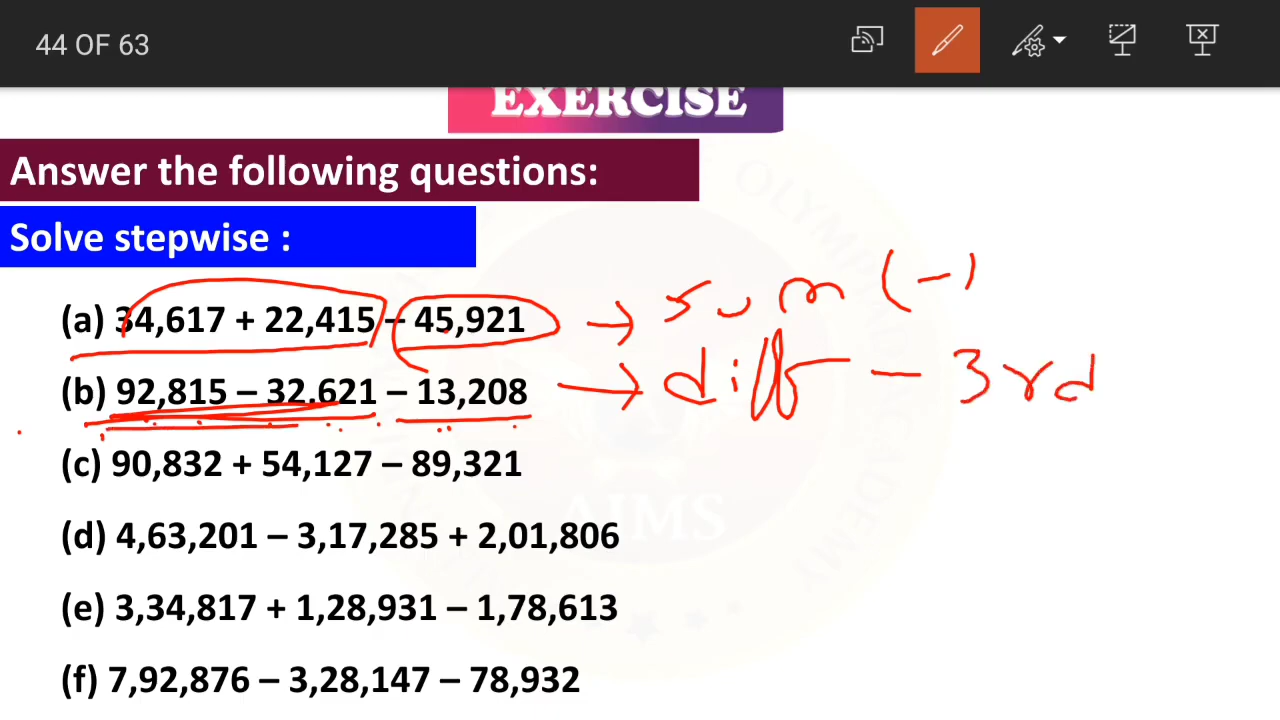 44 OF 63
EXERCISE
Answer the following questions:
Solve stepwise :
(a) 34,617 + 22,415 – 45,921 → sum (-)
(b) 92,815 – 32,621 – 13,208 → diff – 3rd
(c) 90,832 + 54,127 – 89,321
(d) 4,63,201 – 3,17,285 + 2,01,806
(e) 3,34,817 + 1,28,931 – 1,78,613
(f) 7,92,876 – 3,28,147 – 78,932
AIMS
OLYMPIAD ACADEMY